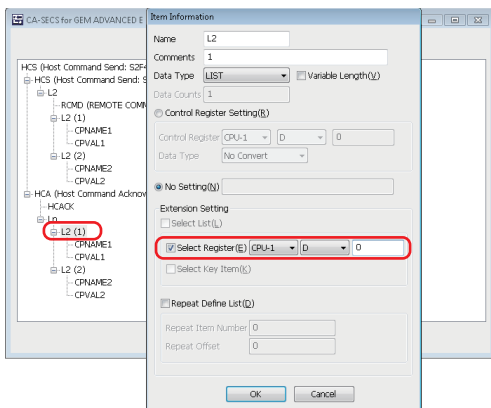 CA-SECS for GEM ADVANCED E
HCS (Host Command Send: S2F4
HCS (Host Command Send: S
L2
RCMD (REMOTE COMM
L2 (1)
CPNAME1
CPVAL1
L2 (2)
CPNAME2
CPVAL2
HCA (Host Command Acknow
HCACK
Ln
L2 (1)
CPNAME1
CPVAL1
L2 (2)
CPNAME2
CPVAL2
Item Information
Name L2
Comments 1
Data Type LIST Variable Length(V)
Data Counts 1
Control Register Setting(R)
Control Register CPU-1 D 0
Data Type No Convert
No Setting(N)
Extension Setting
Select List(L)
Select Register(E) CPU-1 D 0
Select Key Item(K)
Repeat Define List(D)
Repeat Item Number 0
Repeat Offset 0
OK Cancel